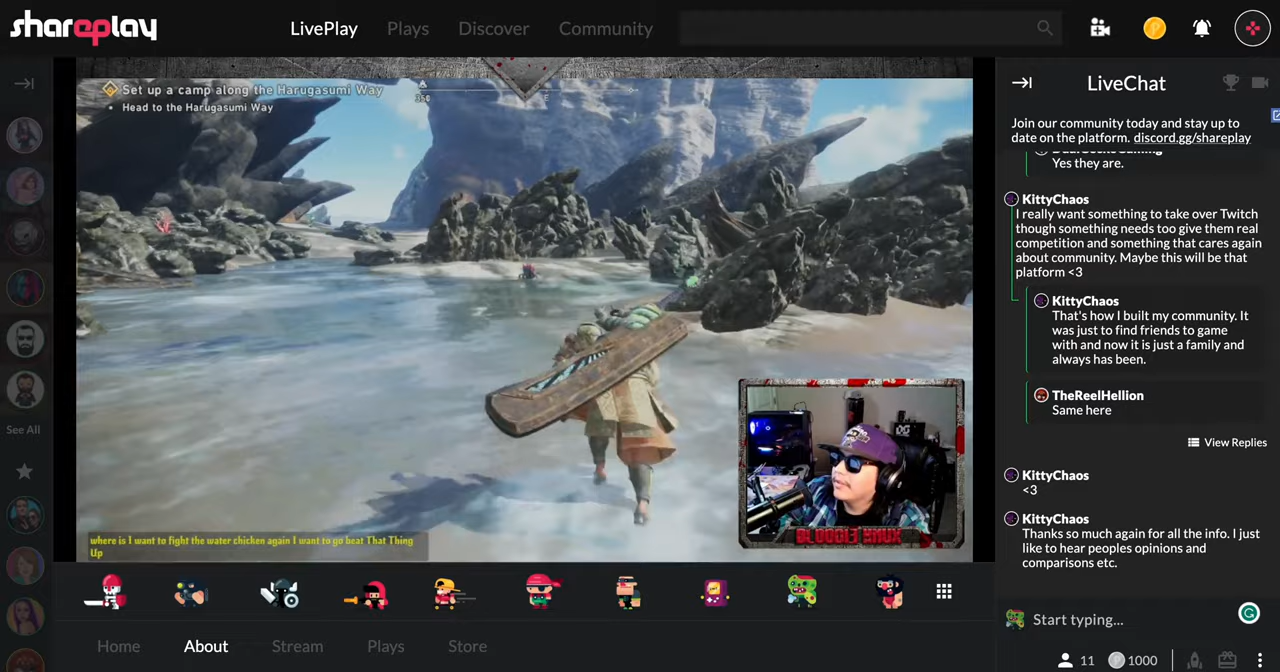 shareplay
LivePlay
Plays
Discover
Community
Set up a camp along the Harugasumi Way
• Head to the Harugasumi Way
350
E
LiveChat
Join our community today and stay up to
date on the platform. discord.gg/shareplay
Yes they are.
KittyChaos
I really want something to take over Twitch
though something needs too give them real
competition and something that cares again
about community. Maybe this will be that
platform <3
KittyChaos
That's how I built my community. It
was just to find friends to game
with and now it is just a family and
always has been.
TheReelHellion
Same here
View Replies
KittyChaos
<3
KittyChaos
Thanks so much again for all the info. I just
like to hear peoples opinions and
comparisons etc.
Start typing...
11
1000
See All
DG
where is I want to fight the water chicken again I want to go beat That Thing
Up
Home
About
Stream
Plays
Store